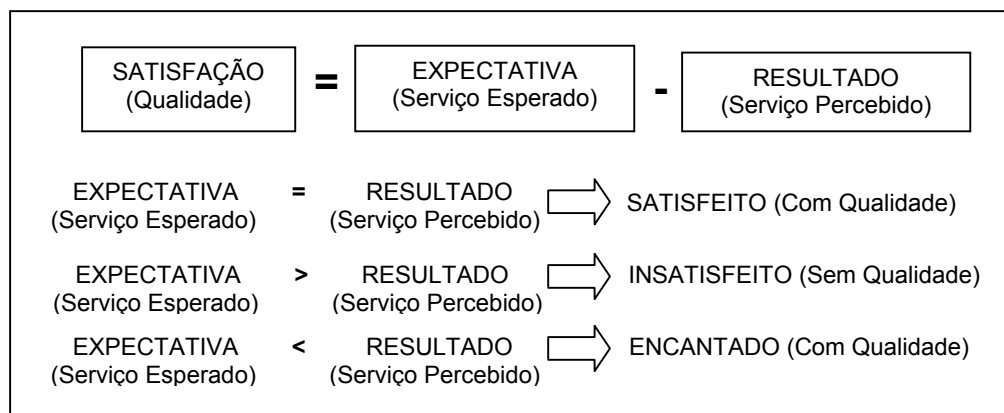 SATISFAÇÃO
(Qualidade)
=
EXPECTATIVA
(Serviço Esperado)
-
RESULTADO
(Serviço Percebido)
EXPECTATIVA = RESULTADO SATISFEITO (Com Qualidade)
(Serviço Esperado) (Serviço Percebido)
EXPECTATIVA > RESULTADO INSATISFEITO (Sem Qualidade)
(Serviço Esperado) (Serviço Percebido)
EXPECTATIVA < RESULTADO ENCANTADO (Com Qualidade)
(Serviço Esperado) (Serviço Percebido)